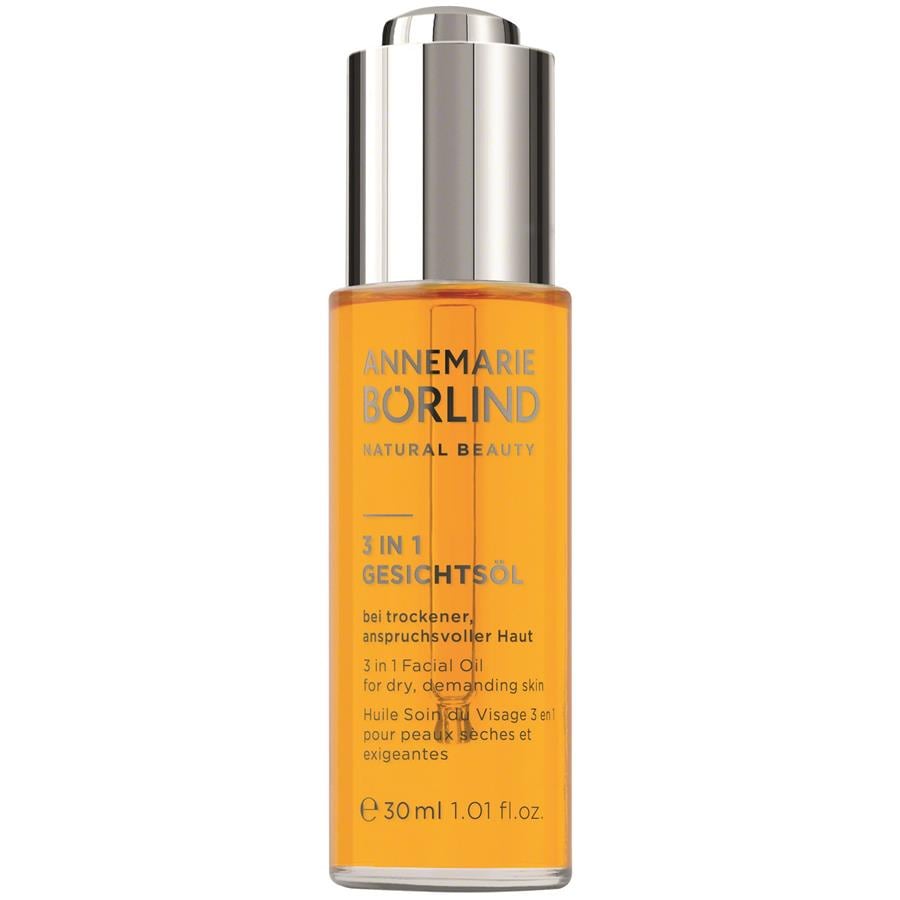 ANNEMARIE
BÖRLIND
NATURAL BEAUTY
3 IN 1
GESICHTSÖL
bei trockener,
anspruchsvoller Haut
3 in 1 Facial Oil
for dry, demanding skin
Huile Soin du Visage 3 en 1
pour peaux sèches et
exigeantes
℮ 30 ml 1.01 fl.oz.